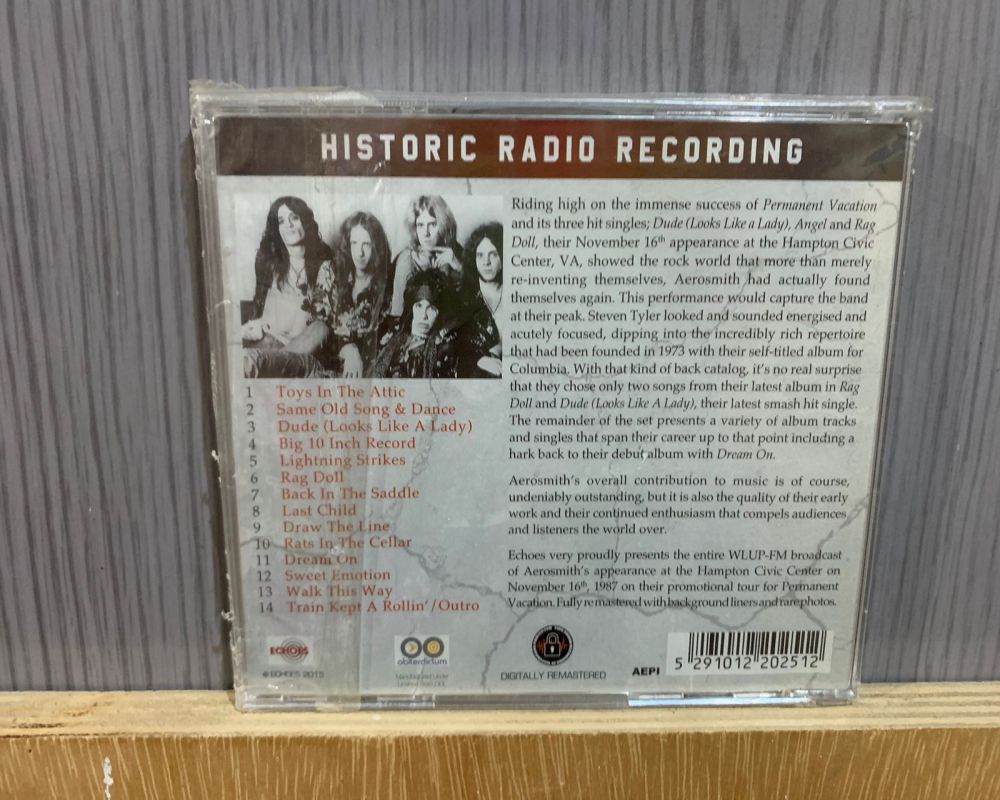 HISTORIC RADIO RECORDING
Riding high on the immense success of Permanent Vacation
and its three hit singles; Dude (Looks Like a Lady), Angel and Rag
Doll, their November 16th appearance at the Hampton Civic
Center, VA, showed the rock world that more than merely
re-inventing themselves, Aerosmith had actually found
themselves again. This performance would capture the band
at their peak. Steven Tyler looked and sounded energised and
acutely focused, dipping into the incredibly rich repertoire
that had been founded in 1973 with their self-titled album for
Columbia. With that kind of back catalog, it's no real surprise
that they chose only two songs from their latest album in Rag
Doll and Dude (Looks Like A Lady), their latest smash hit single.
The remainder of the set presents a variety of album tracks
and singles that span their career up to that point including a
hark back to their debut album with Dream On.
Aerosmith's overall contribution to music is of course,
undeniably outstanding, but it is also the quality of their early
work and their continued enthusiasm that compels audiences
and listeners the world over.
Echoes very proudly presents the entire WLUP-FM broadcast
of Aerosmith's appearance at the Hampton Civic Center on
November 16th, 1987 on their promotional tour for Permanent
Vacation. Fully remastered with background liners and rare photos.
1 Toys In The Attic
2 Same Old Song & Dance
3 Dude (Looks Like A Lady)
4 Big 10 Inch Record
5 Lightning Strikes
6 Rag Doll
7 Back In The Saddle
8 Last Child
9 Draw The Line
10 Rats In The Cellar
11 Dream On
12 Sweet Emotion
13 Walk This Way
14 Train Kept A Rollin'/Outro
ECHOES
© ECHOES 2015
obiterdictum
Manufactured Under
DIGITALLY REMASTERED
AEPI
5 291012 202512